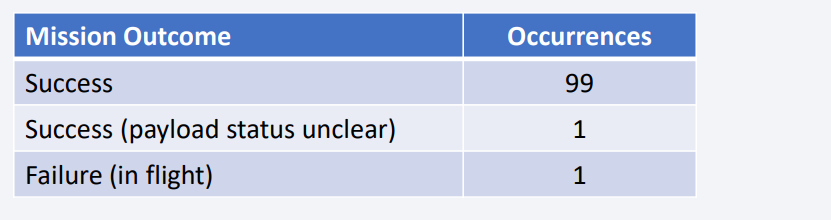 Mission Outcome Occurrences
Success 99
Success (payload status unclear) 1
Failure (in flight) 1